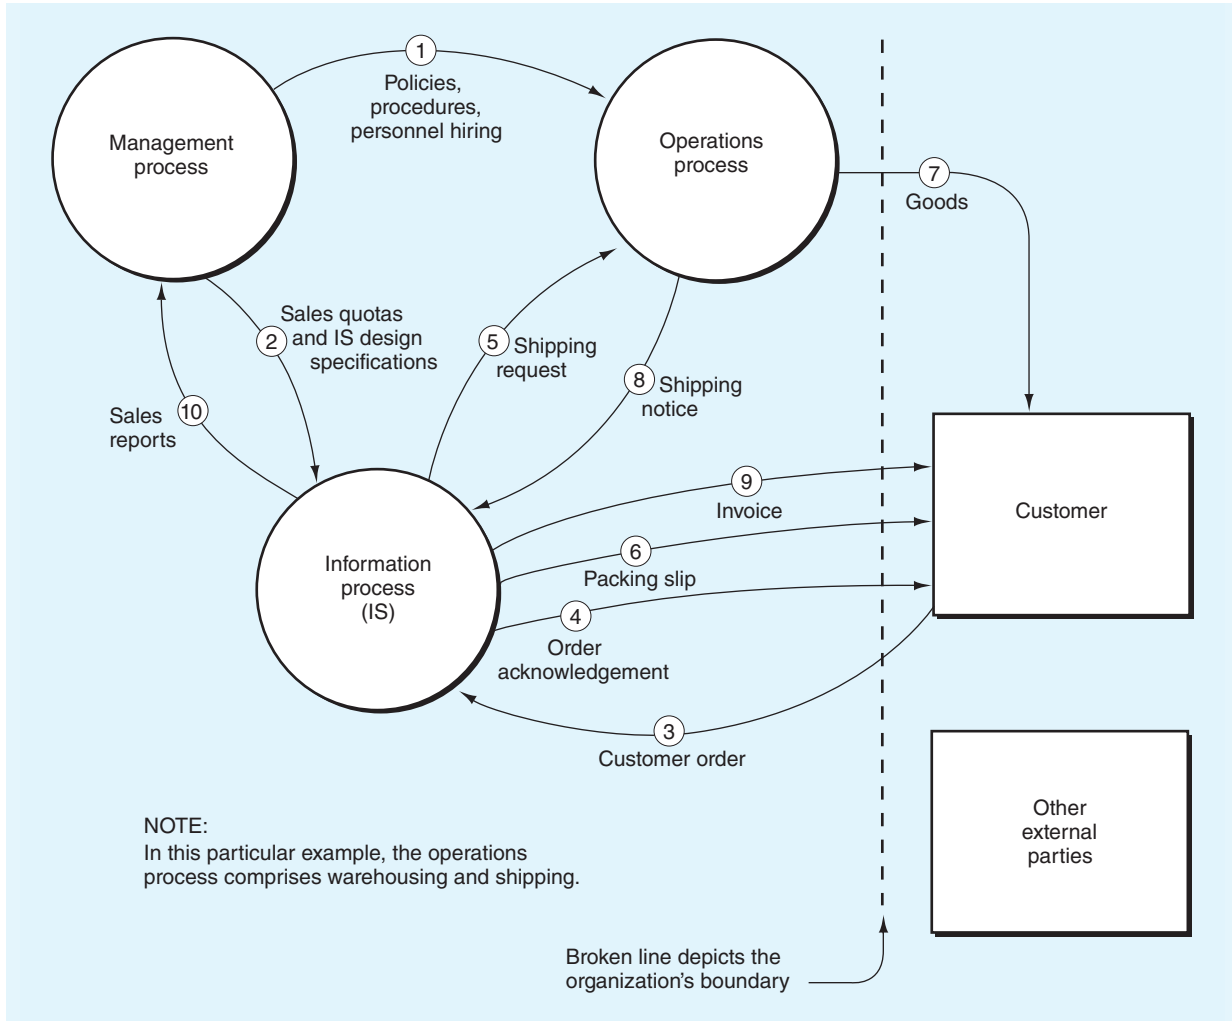 1
Policies,
procedures,
personnel hiring
Management
process
Operations
process
7
Goods
2
Sales quotas
and IS design
specifications
5
Shipping
request
8
Shipping
notice
10
Sales
reports
9
Invoice
Customer
6
Packing slip
Information
process
(IS)
4
Order
acknowledgement
3
Customer order
Other
external
parties
NOTE:
In this particular example, the operations
process comprises warehousing and shipping.
Broken line depicts the
organization's boundary